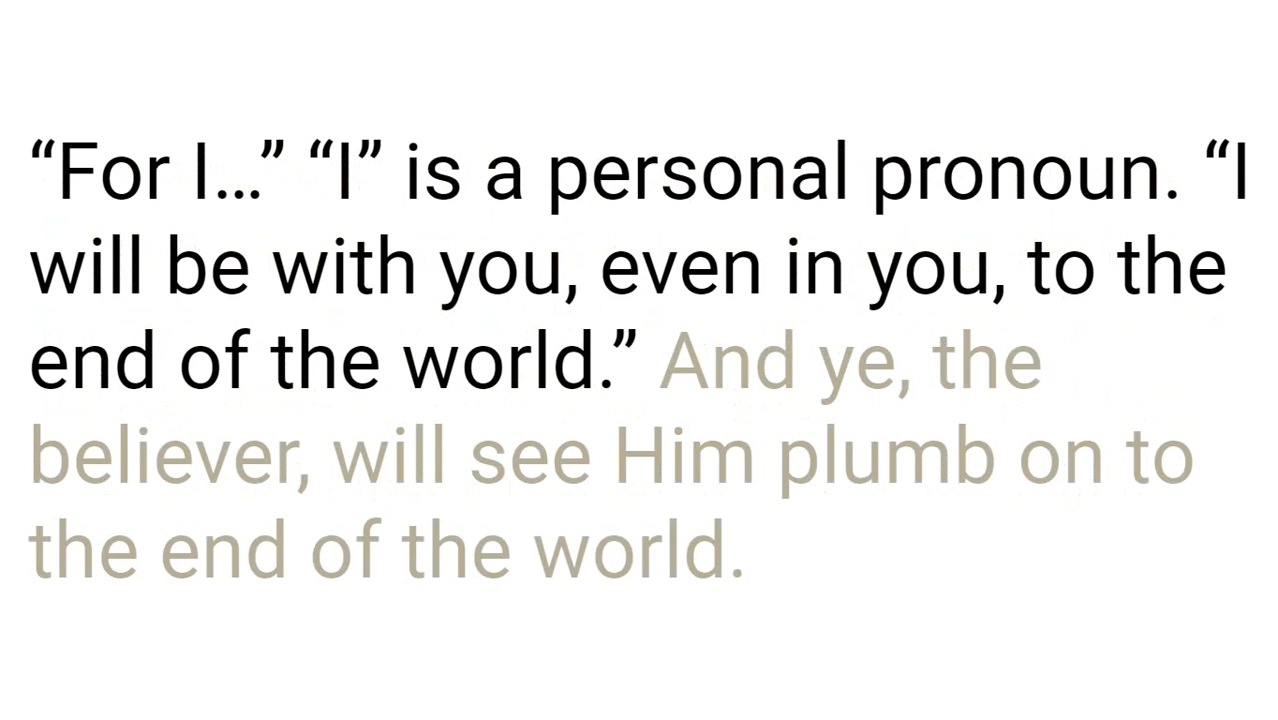 “For I…” “I” is a personal pronoun. “I
will be with you, even in you, to the
end of the world.” And ye, the
believer, will see Him plumb on to
the end of the world.